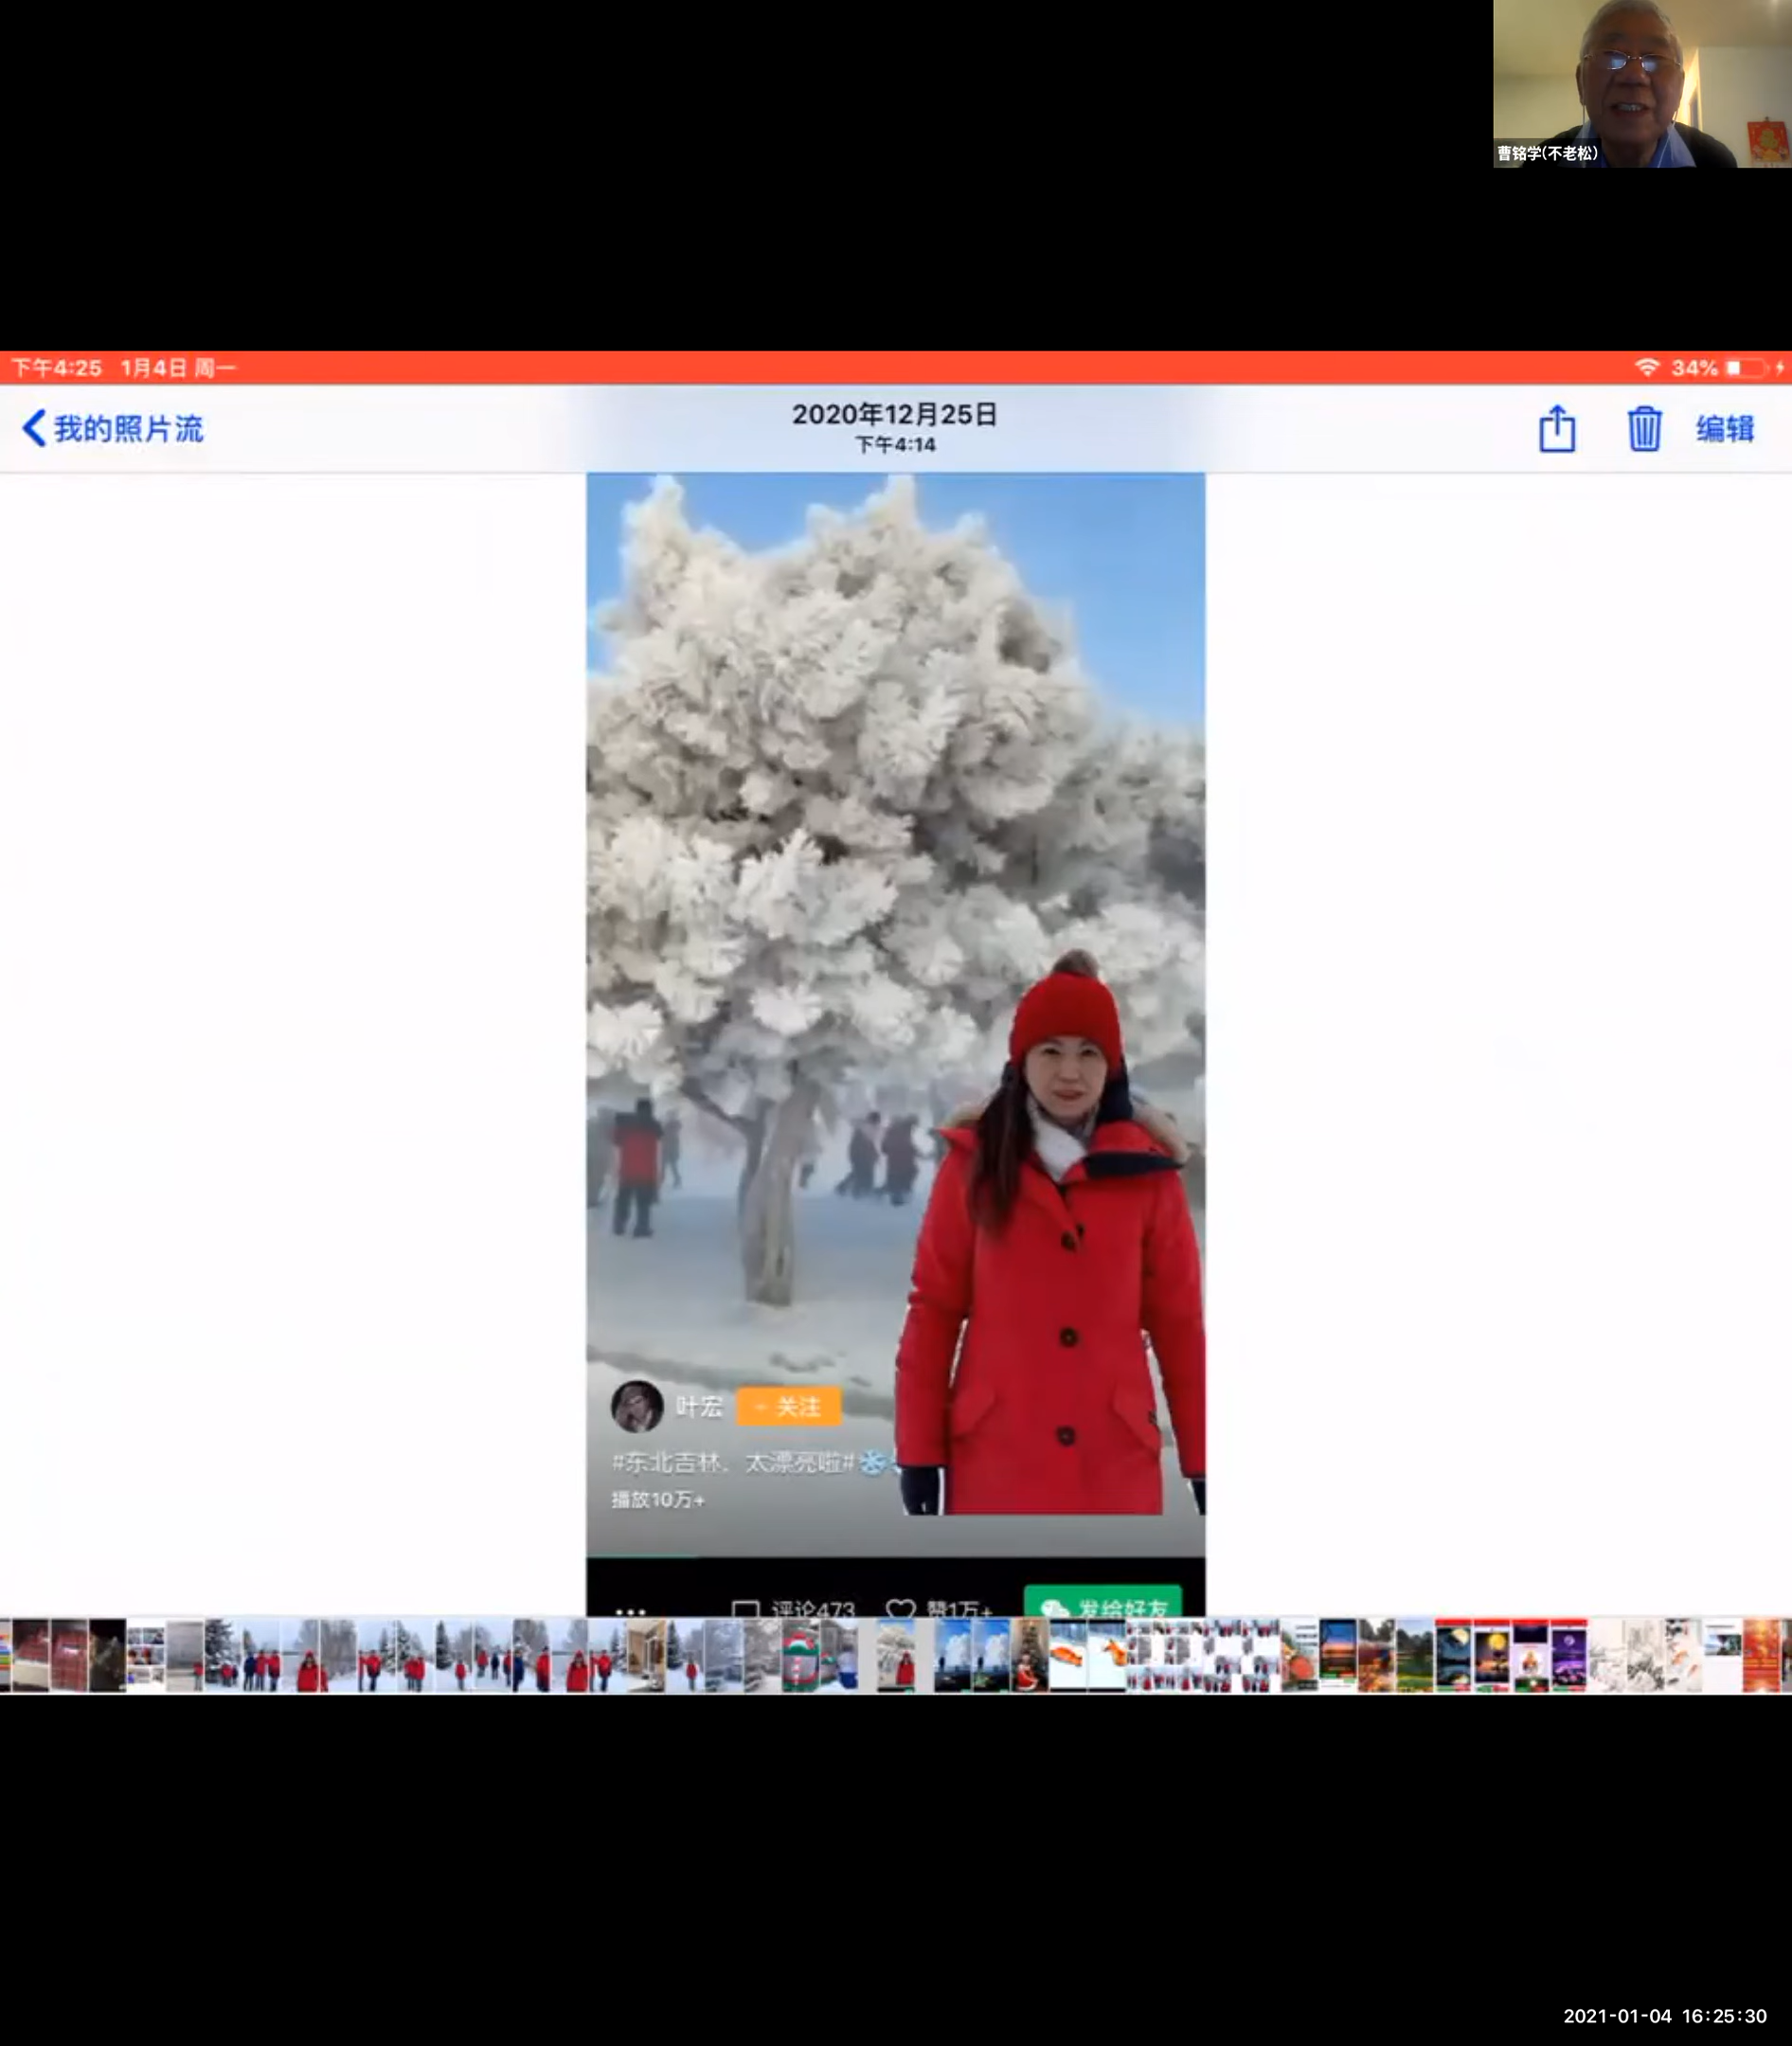 曹铭学(不老松)
下午4:25 1月4日 周一
34%
我的照片流
2020年12月25日
下午4:14
编辑
叶宏
关注
#东北吉林。太漂亮啦#
播放10万+
评论473
赞1万+
发给好友
2021-01-04 16:25:30